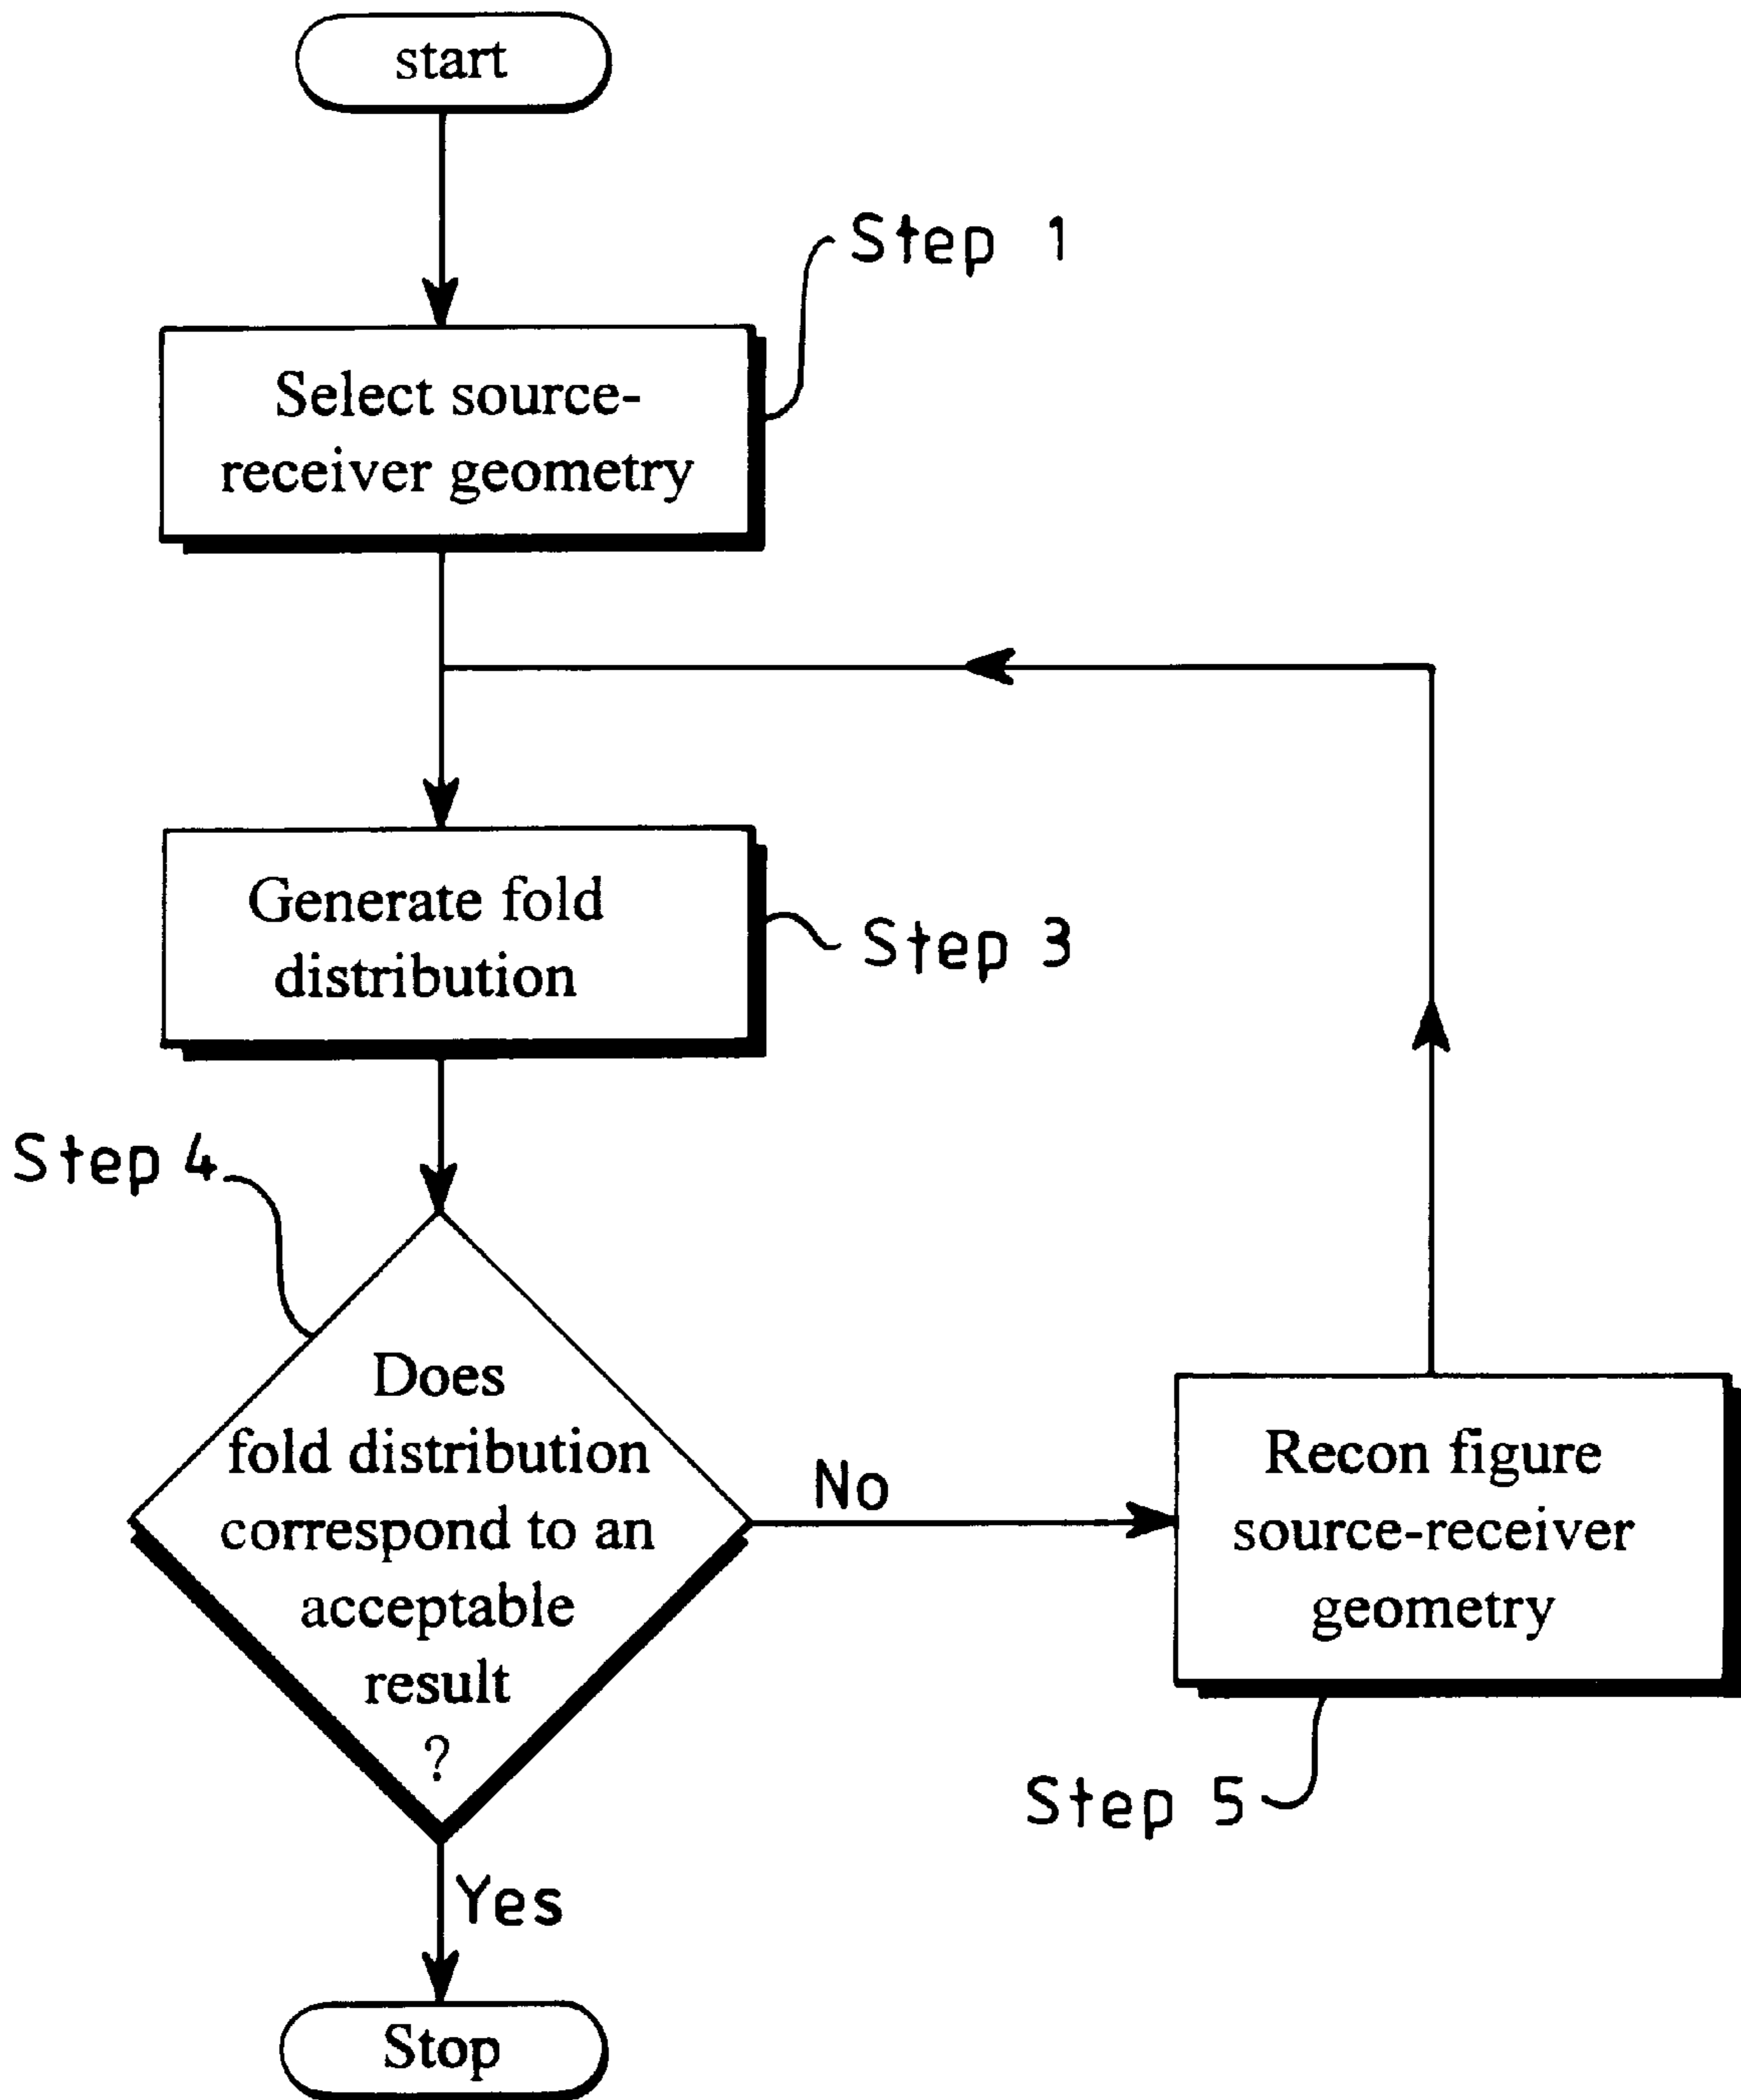 start
Step 1
Select source-
receiver geometry
Generate fold
distribution
Step 3
Step 4
Does
fold distribution
correspond to an
acceptable
result
?
No
Recon figure
source-receiver
geometry
Step 5
Yes
Stop